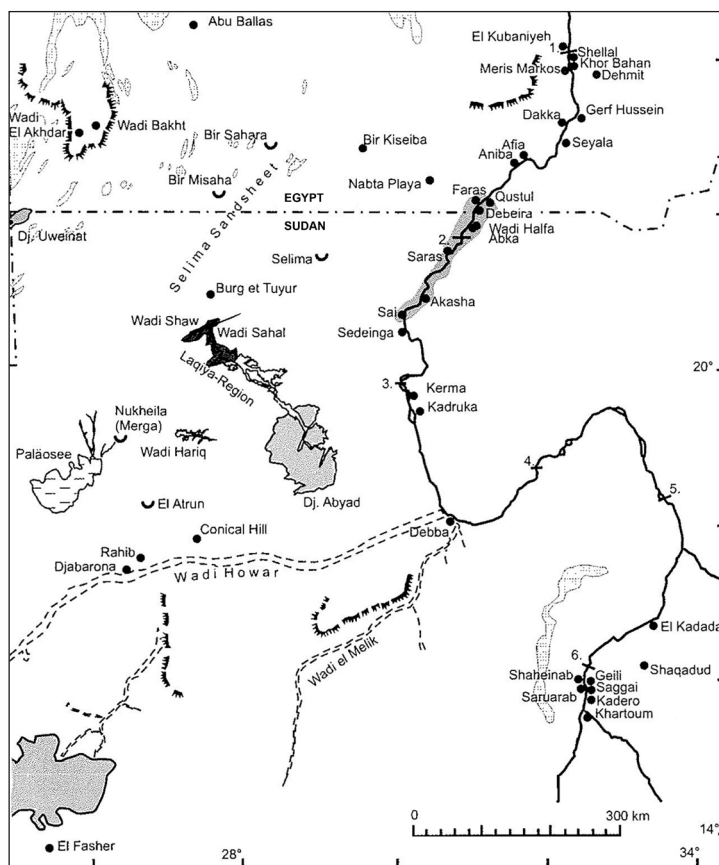 Abu Ballas
El Kubaniyeh
1.
Shellal
Khor Bahan
Meris Markos
Dehmit
Wadi
El Akhdar
Wadi Bakht
Bir Sahara
Bir Kiseiba
Dakka
Gerf Hussein
Seyala
Afia
Aniba
Bir Misaha
Nabta Playa
Faras
Qustul
EGYPT
SUDAN
Debeira
Wadi Halfa
Abka
2.
Dj. Uweinat
Selima Sandsheet
Selima
Saras
Burg et Tuyur
Akasha
Sai
Wadi Shaw
Wadi Sahal
Sedeinga
Laqiya-Region
20°
3.
Kerma
Kadruka
Nukheila
(Merga)
Paläosee
Wadi Hariq
4.
5.
El Atrun
Dj. Abyad
Debba
Conical Hill
Rahib
Djabarona
Wadi Howar
Wadi el Melik
El Kadada
6.
Shaheinab
Geili
Shaqadud
Saruarab
Saggai
Kadero
Khartoum
0
300 km
14°
El Fasher
28°
34°